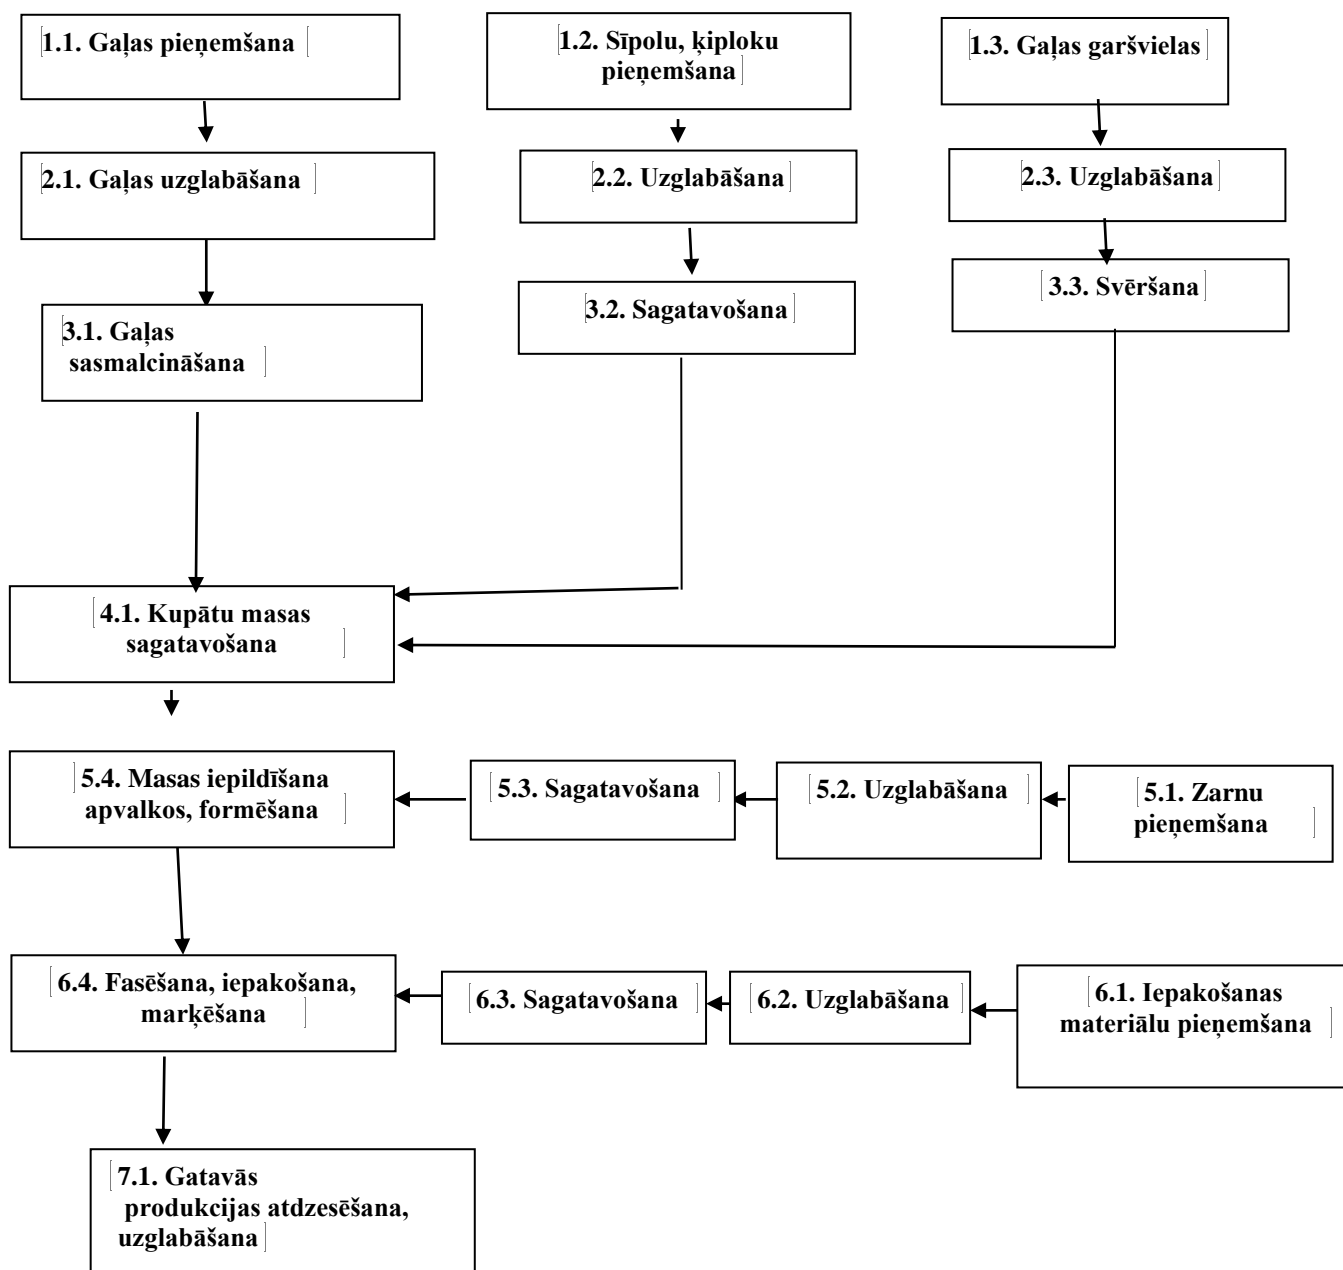 1.1. Gaļas pieņemšana
1.2. Sīpolu, ķiploku
pieņemšana
1.3. Gaļas garšvielas
2.1. Gaļas uzglabāšana
2.2. Uzglabāšana
2.3. Uzglabāšana
3.1. Gaļas
sasmalcināšana
3.2. Sagatavošana
3.3. Svēršana
4.1. Kupātu masas
sagatavošana
5.4. Masas iepildīšana
apvalkos, formēšana
5.3. Sagatavošana
5.2. Uzglabāšana
5.1. Zarnu
pieņemšana
6.4. Fasēšana, iepakošana,
marķēšana
6.3. Sagatavošana
6.2. Uzglabāšana
6.1. Iepakošanas
materiālu pieņemšana
7.1. Gatavās
produkcijas atdzesēšana,
uzglabāšana